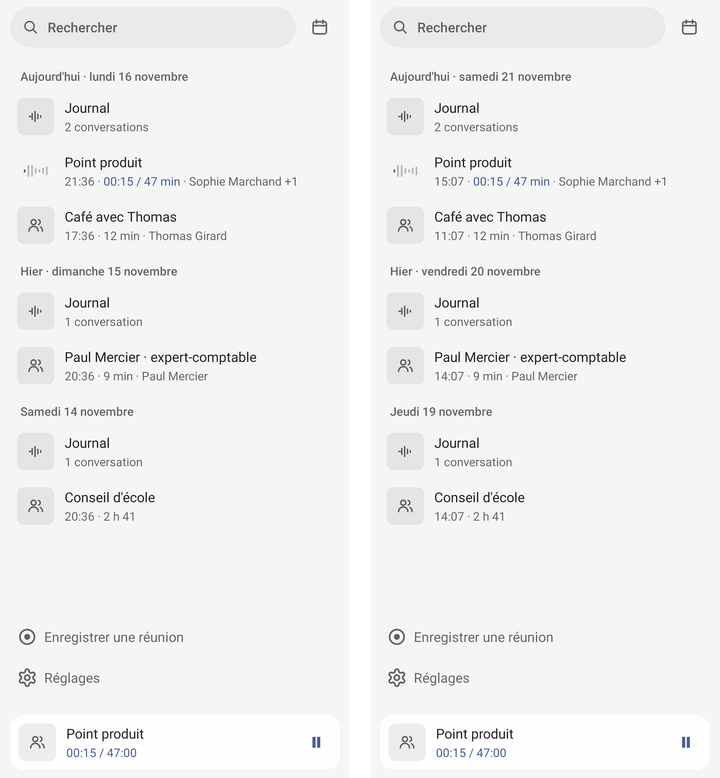 Rechercher
Aujourd'hui · lundi 16 novembre
Journal
2 conversations
Point produit
21:36 · 00:15 / 47 min · Sophie Marchand +1
Café avec Thomas
17:36 · 12 min · Thomas Girard
Hier · dimanche 15 novembre
Journal
1 conversation
Paul Mercier · expert-comptable
20:36 · 9 min · Paul Mercier
Samedi 14 novembre
Journal
1 conversation
Conseil d'école
20:36 · 2 h 41
Enregistrer une réunion
Réglages
Point produit
00:15 / 47:00
Rechercher
Aujourd'hui · samedi 21 novembre
Journal
2 conversations
Point produit
15:07 · 00:15 / 47 min · Sophie Marchand +1
Café avec Thomas
11:07 · 12 min · Thomas Girard
Hier · vendredi 20 novembre
Journal
1 conversation
Paul Mercier · expert-comptable
14:07 · 9 min · Paul Mercier
Jeudi 19 novembre
Journal
1 conversation
Conseil d'école
14:07 · 2 h 41
Enregistrer une réunion
Réglages
Point produit
00:15 / 47:00